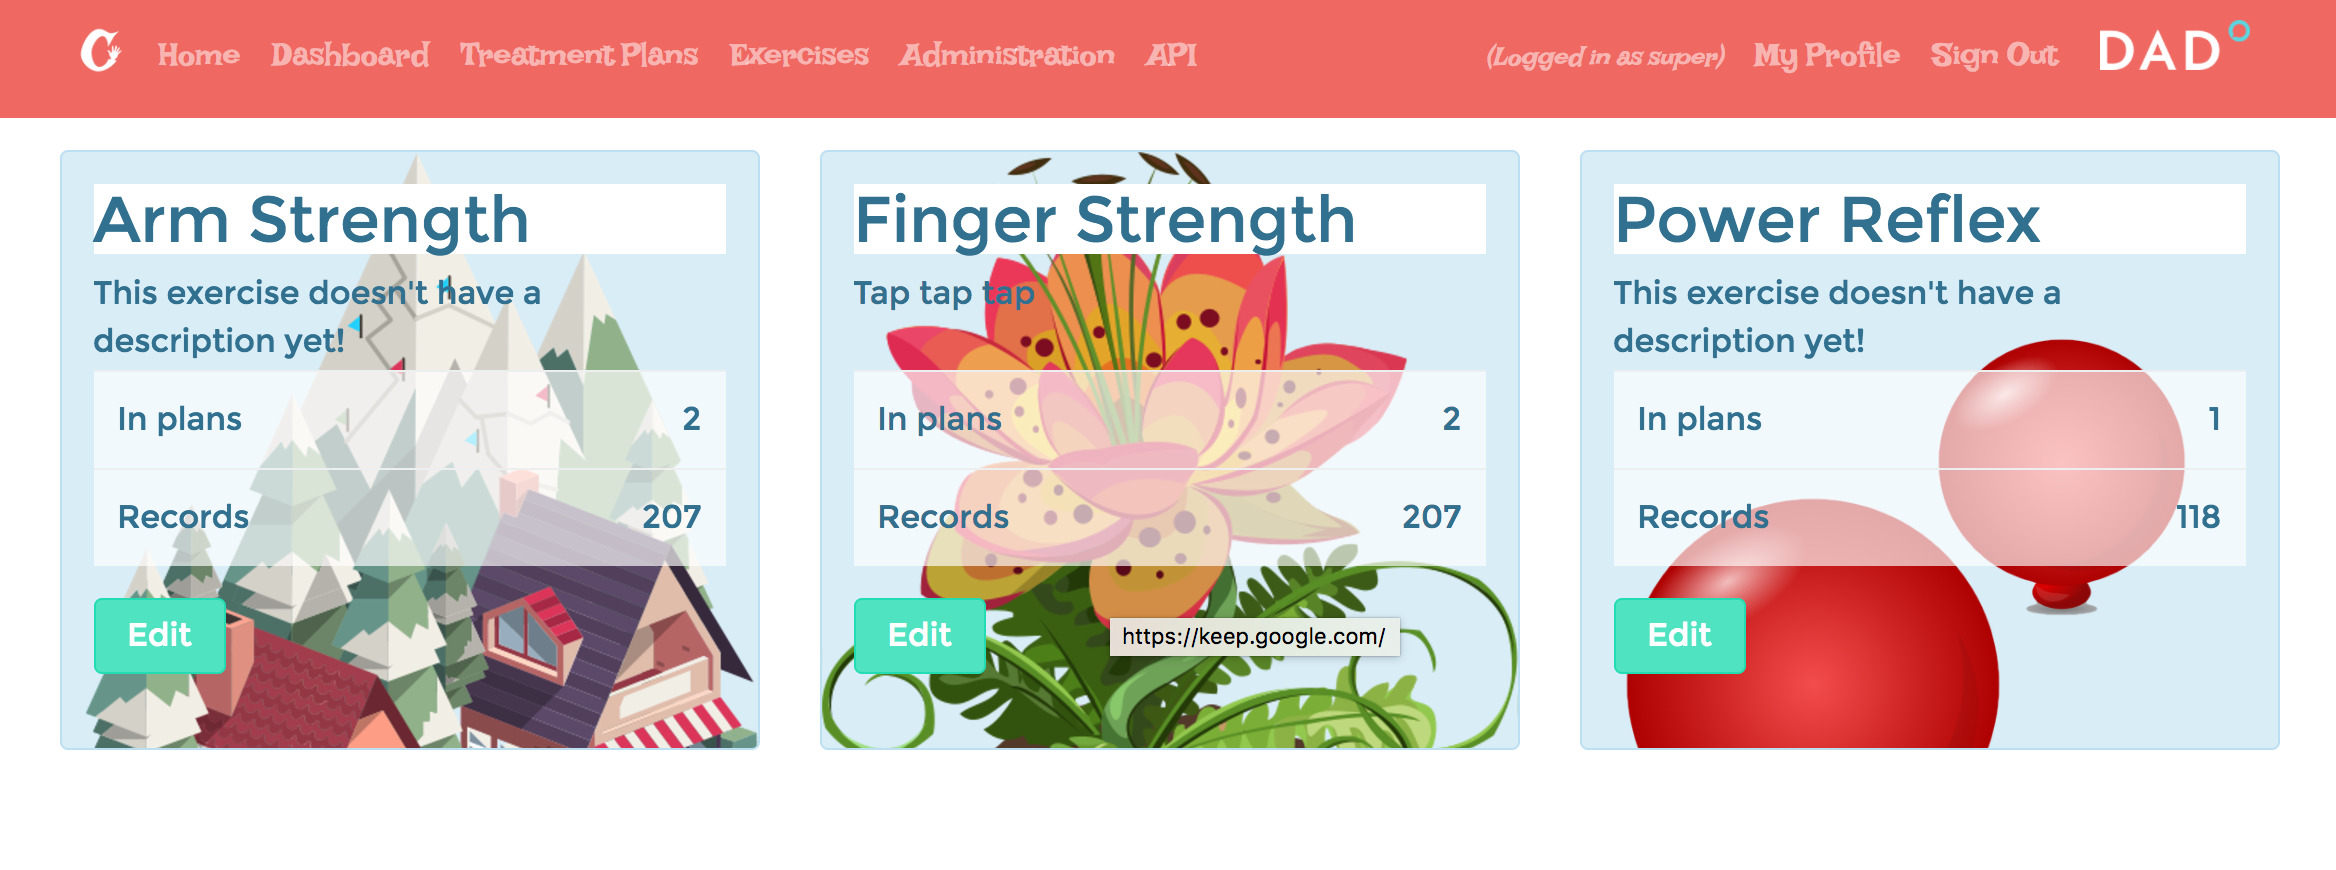 Home Dashboard Treatment Plans Exercises Administration API (Logged in as super) My Profile Sign Out DAD
Arm Strength
This exercise doesn't have a
description yet!
In plans 2
Records 207
Edit
Finger Strength
Tap tap tap
In plans 2
Records 207
Edit
https://keep.google.com/
Power Reflex
This exercise doesn't have a
description yet!
In plans 1
Records 118
Edit